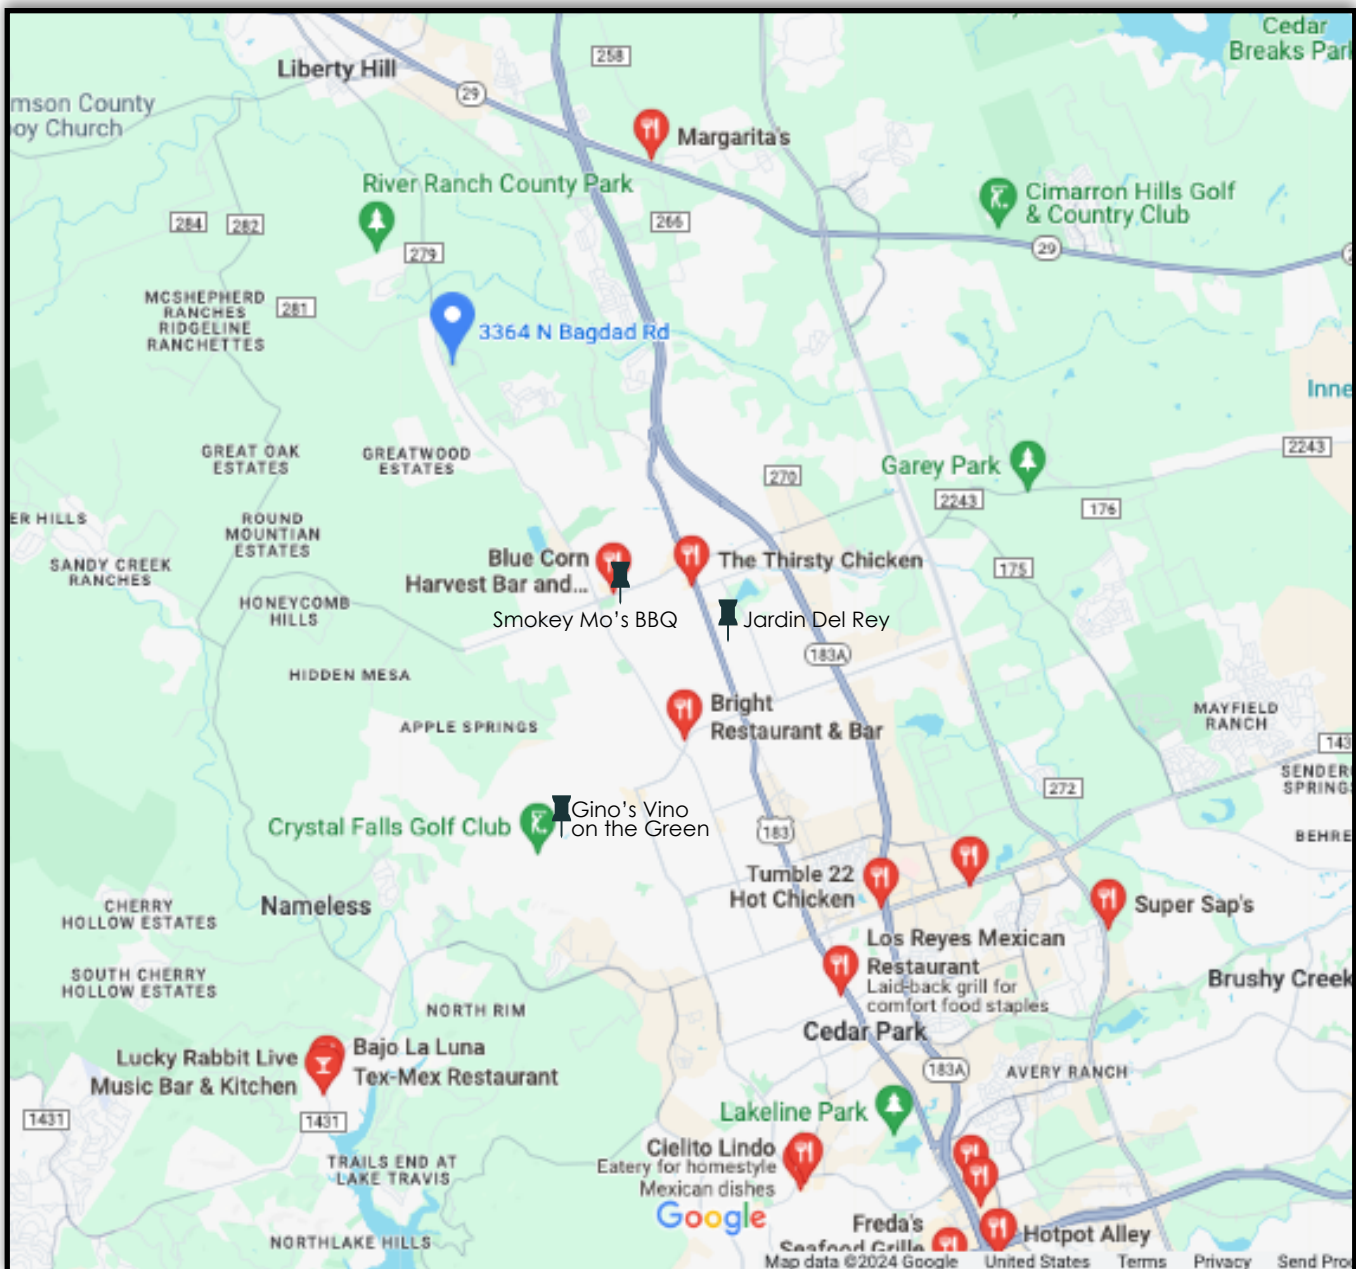 Cedar
Breaks Park
258
Liberty Hill
29
mson County
oy Church
Margarita's
River Ranch County Park
Cimarron Hills Golf
& Country Club
284
282
266
279
29
MCSHEPHERD
RANCHES
RIDGELINE
RANCHETTES
281
3364 N Bagdad Rd
Inne
GREAT OAK
ESTATES
GREATWOOD
ESTATES
2243
Garey Park
270
2243
176
ER HILLS
ROUND
MOUNTIAN
ESTATES
SANDY CREEK
RANCHES
Blue Corn
Harvest Bar and...
The Thirsty Chicken
175
HONEYCOMB
HILLS
Smokey Mo's BBQ
Jardin Del Rey
183A
HIDDEN MESA
Bright
Restaurant & Bar
MAYFIELD
RANCH
APPLE SPRINGS
143
SENDER
SPRINGS
272
Gino's Vino
on the Green
Crystal Falls Golf Club
183
BEHRE
Tumble 22
Hot Chicken
CHERRY
HOLLOW ESTATES
Nameless
Super Sap's
Los Reyes Mexican
Restaurant
Laid-back grill for
comfort food staples
SOUTH CHERRY
HOLLOW ESTATES
Brushy Creek
NORTH RIM
Cedar Park
Lucky Rabbit Live
Music Bar & Kitchen
Bajo La Luna
Tex-Mex Restaurant
183A
AVERY RANCH
1431
1431
Lakeline Park
Cielito Lindo
Eatery for homestyle
Mexican dishes
TRAILS END AT
LAKE TRAVIS
Google
NORTHLAKE HILLS
Freda's
Seafood Grille
Hotpot Alley
Map data ©2024 Google United States Terms Privacy Send Pro